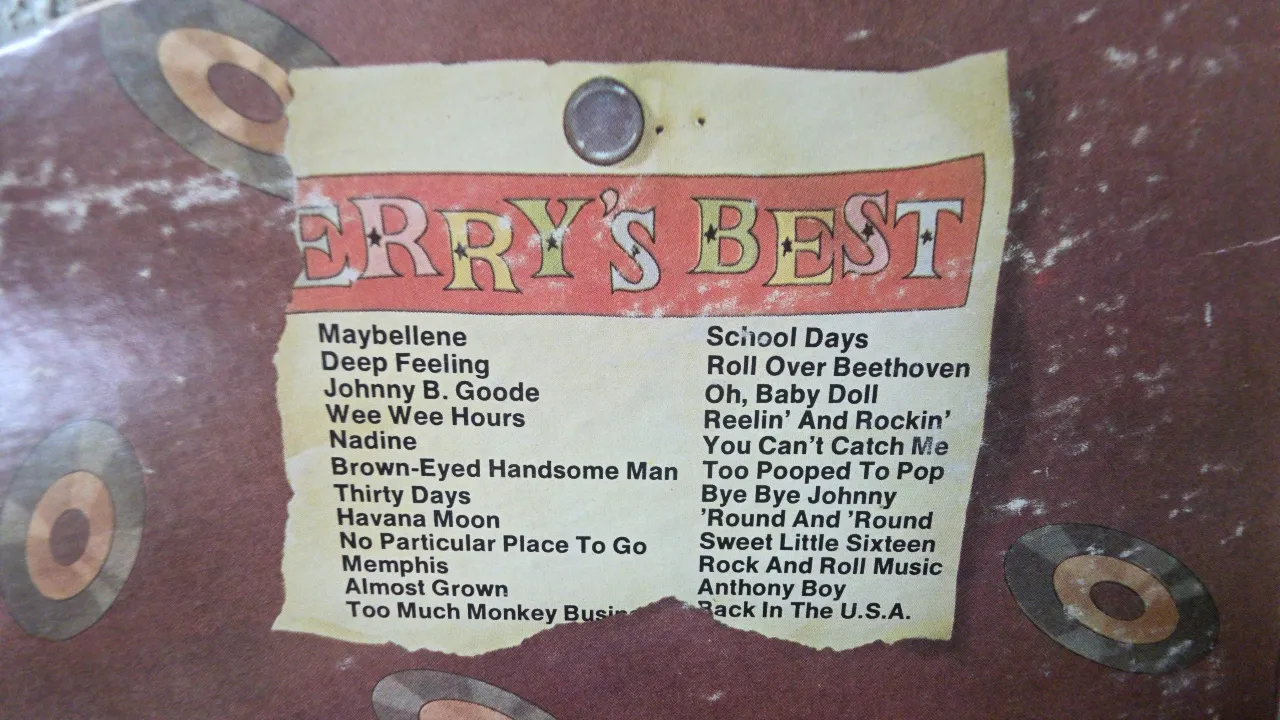 ERRY'S BEST
Maybellene
Deep Feeling
Johnny B. Goode
Wee Wee Hours
Nadine
Brown-Eyed Handsome Man
Thirty Days
Havana Moon
No Particular Place To Go
Memphis
Almost Grown
Too Much Monkey Busin
School Days
Roll Over Beethoven
Oh, Baby Doll
Reelin' And Rockin'
You Can't Catch Me
Too Pooped To Pop
Bye Bye Johnny
'Round And 'Round
Sweet Little Sixteen
Rock And Roll Music
Anthony Boy
Back In The U.S.A.